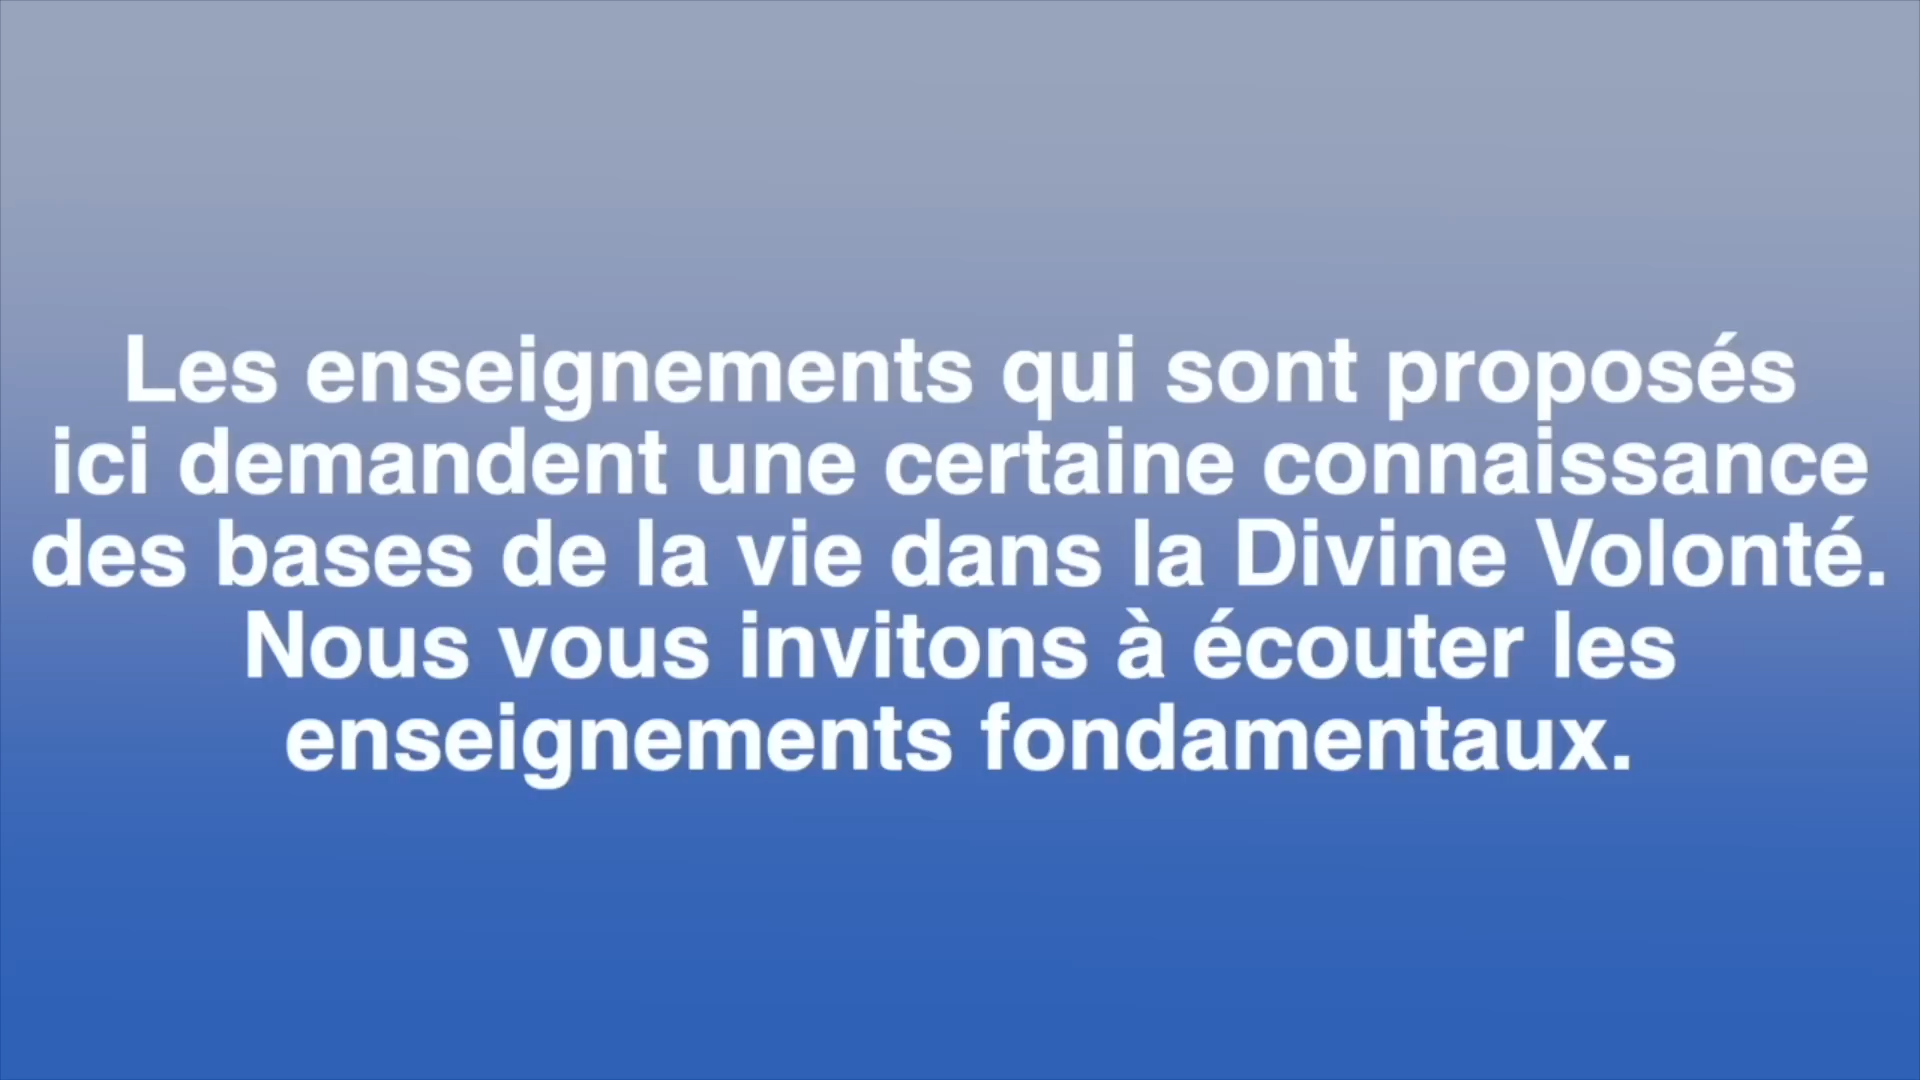 Les enseignements qui sont proposés
ici demandent une certaine connaissance
des bases de la vie dans la Divine Volonté.
Nous vous invitons à écouter les
enseignements fondamentaux.